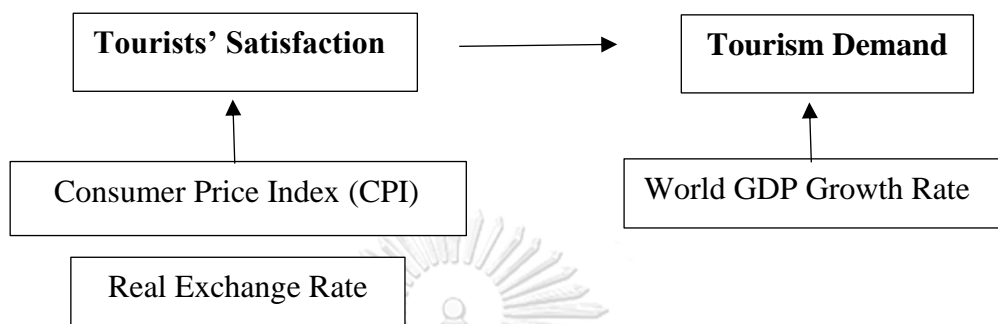 Tourists’ Satisfaction
Tourism Demand
Consumer Price Index (CPI)
World GDP Growth Rate
Real Exchange Rate